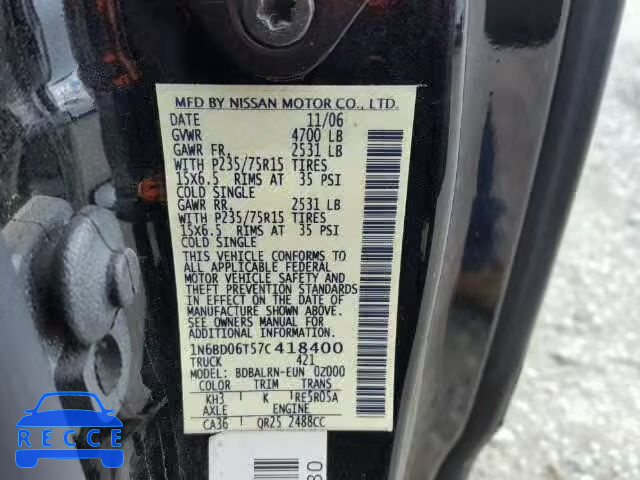 MFD BY NISSAN MOTOR CO., LTD.
DATE 11/06
GVWR 4700 LB
GAWR FR. 2531 LB
WITH P235/75R15 TIRES
15X6.5 RIMS AT 35 PSI
COLD SINGLE
GAWR RR. 2531 LB
WITH P235/75R15 TIRES
15X6.5 RIMS AT 35 PSI
COLD SINGLE
THIS VEHICLE CONFORMS TO
ALL APPLICABLE FEDERAL
MOTOR VEHICLE SAFETY AND
THEFT PREVENTION STANDARDS
IN EFFECT ON THE DATE OF
MANUFACTURE SHOWN ABOVE.
SEE OWNERS MANUAL FOR
ADDITIONAL INFORMATION.
1N6BD06T57C418400
TRUCK 421
MODEL: BDBALRN-EUN 0Z000
COLOR TRIM TRANS
KH3 K RE5R05A
AXLE ENGINE
CA36 QR25 2488CC
RECCE